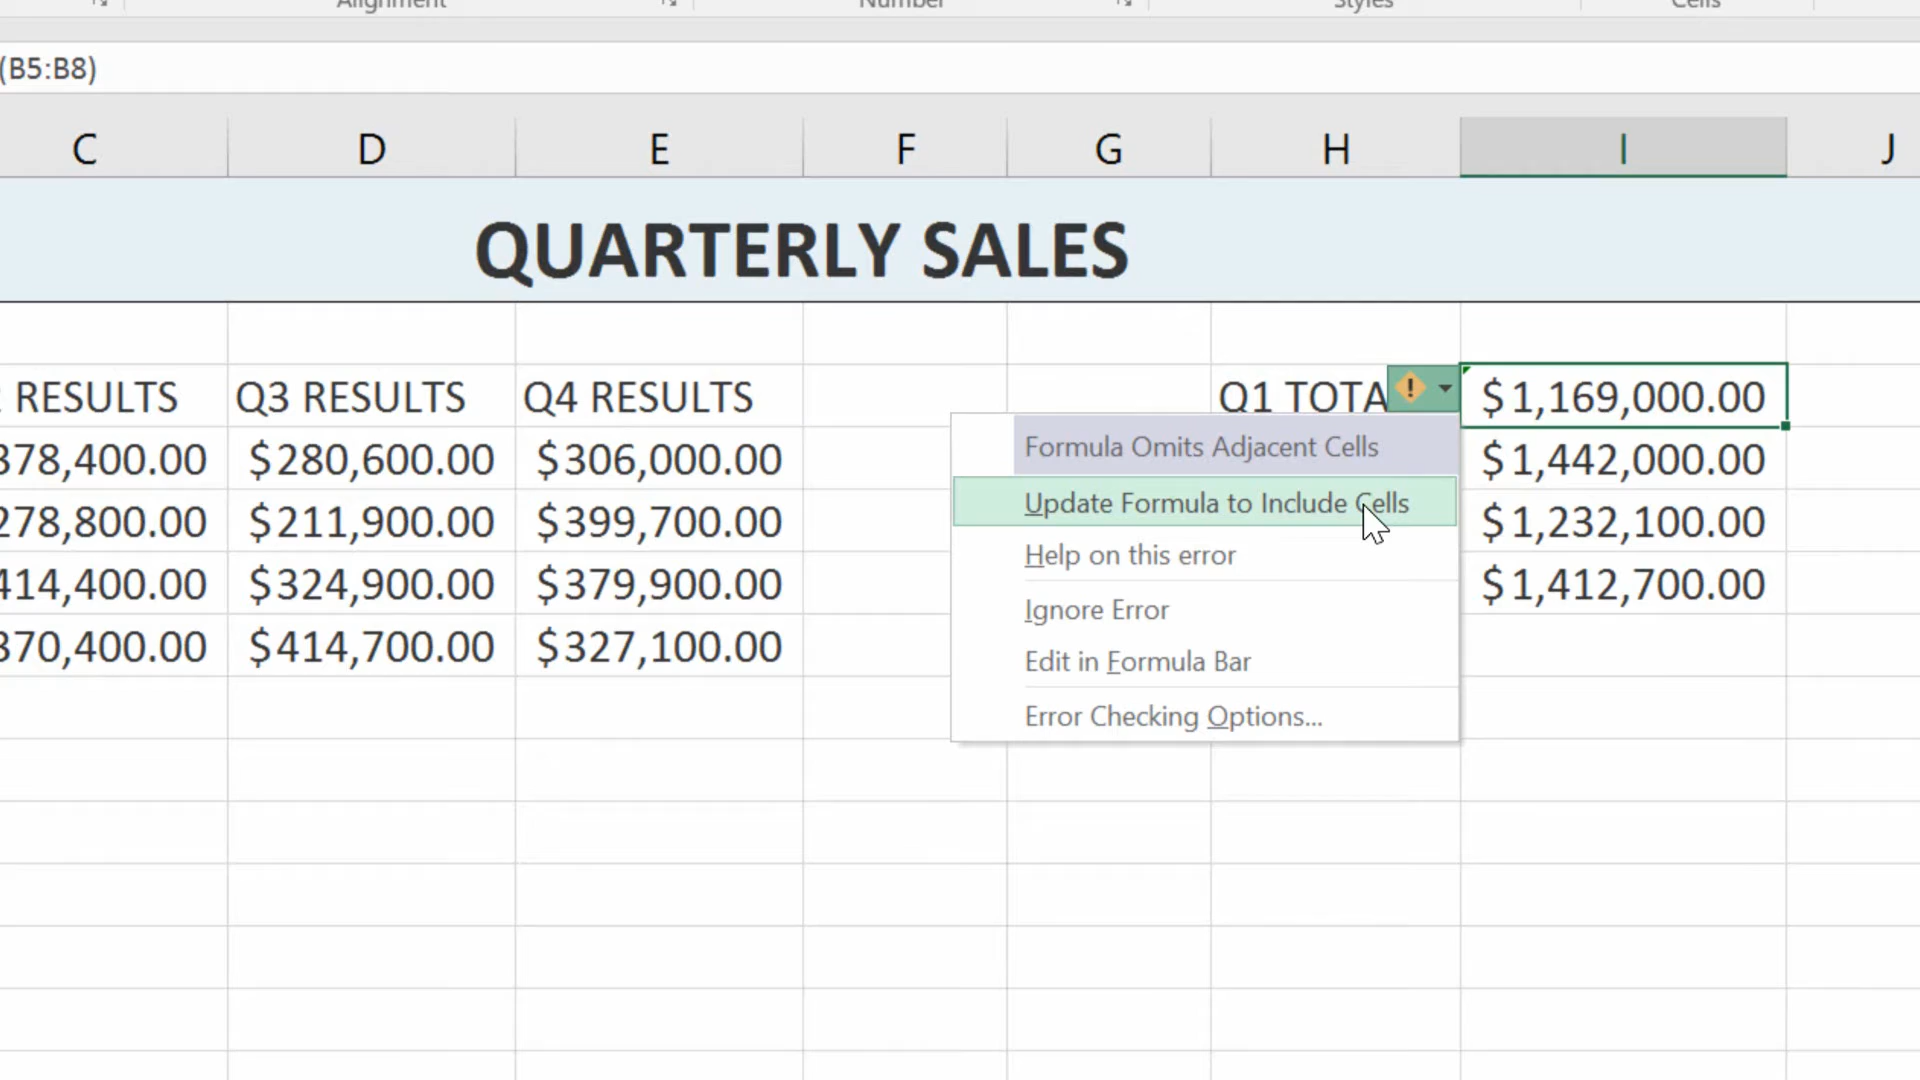 Alignment Number Styles Cells
(B5:B8)
C D E F G H I J
QUARTERLY SALES
RESULTS Q3 RESULTS Q4 RESULTS Q1 TOTA $1,169,000.00
378,400.00 $280,600.00 $306,000.00 $1,442,000.00
278,800.00 $211,900.00 $399,700.00 $1,232,100.00
414,400.00 $324,900.00 $379,900.00 $1,412,700.00
370,400.00 $414,700.00 $327,100.00
Formula Omits Adjacent Cells
Update Formula to Include Cells
Help on this error
Ignore Error
Edit in Formula Bar
Error Checking Options...